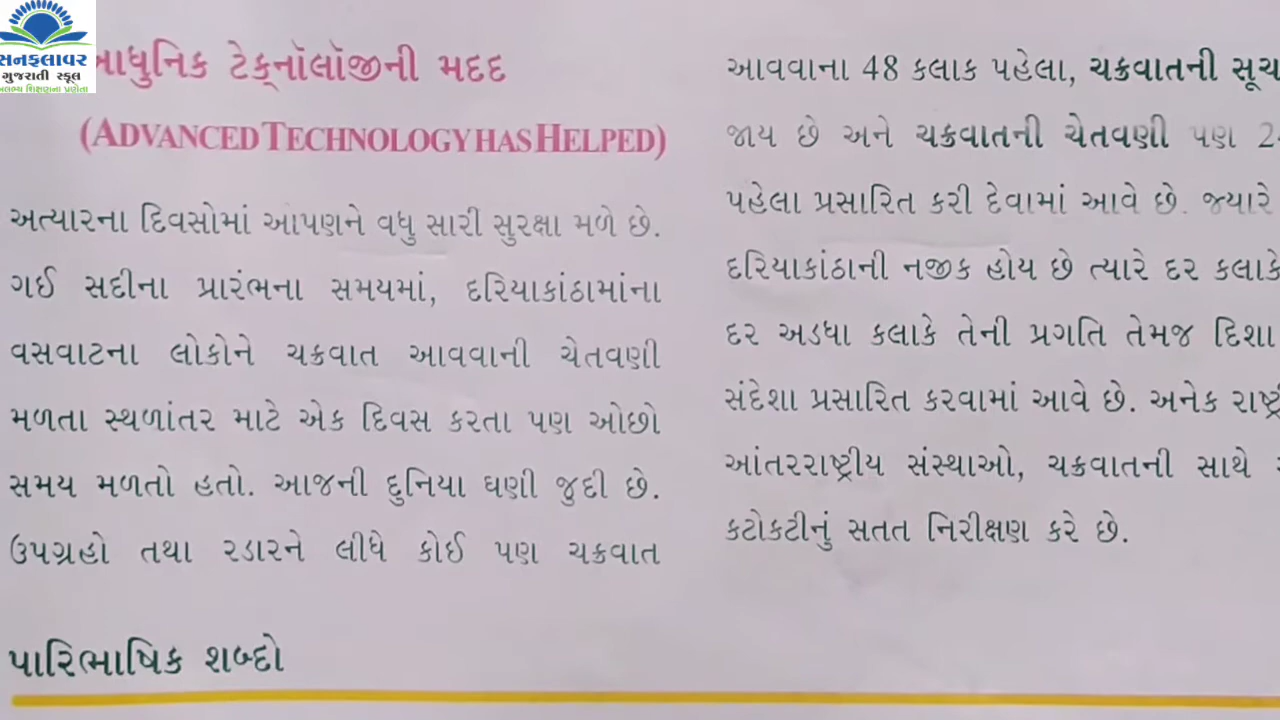 સનફલાવર
ગુજરાતી સ્કૂલ
આધુનિક ટેક્નૉલૉજીની મદદ
(ADVANCED TECHNOLOGY HAS HELPED)
અત્યારના દિવસોમાં આપણને વધુ સારી સુરક્ષા મળે છે.
ગઈ સદીના પ્રારંભના સમયમાં, દરિયાકાંઠામાંના
વસવાટના લોકોને ચક્રવાત આવવાની ચેતવણી
મળતા સ્થળાંતર માટે એક દિવસ કરતા પણ ઓછો
સમય મળતો હતો. આજની દુનિયા ઘણી જુદી છે.
ઉપગ્રહો તથા રડારને લીધે કોઈ પણ ચક્રવાત
આવવાના 48 કલાક પહેલા, ચક્રવાતની
જાય છે અને ચક્રવાતની ચેતવણી પણ
પહેલા પ્રસારિત કરી દેવામાં આવે છે. જ્યારે
દરિયાકાંઠાની નજીક હોય છે ત્યારે દર કલાકે
દર અડધા કલાકે તેની પ્રગતિ તેમજ દિશા
સંદેશા પ્રસારિત કરવામાં આવે છે. અનેક
આંતરરાષ્ટ્રીય સંસ્થાઓ, ચક્રવાતની સાથે
કટોકટીનું સતત નિરીક્ષણ કરે છે.
પારિભાષિક શબ્દો